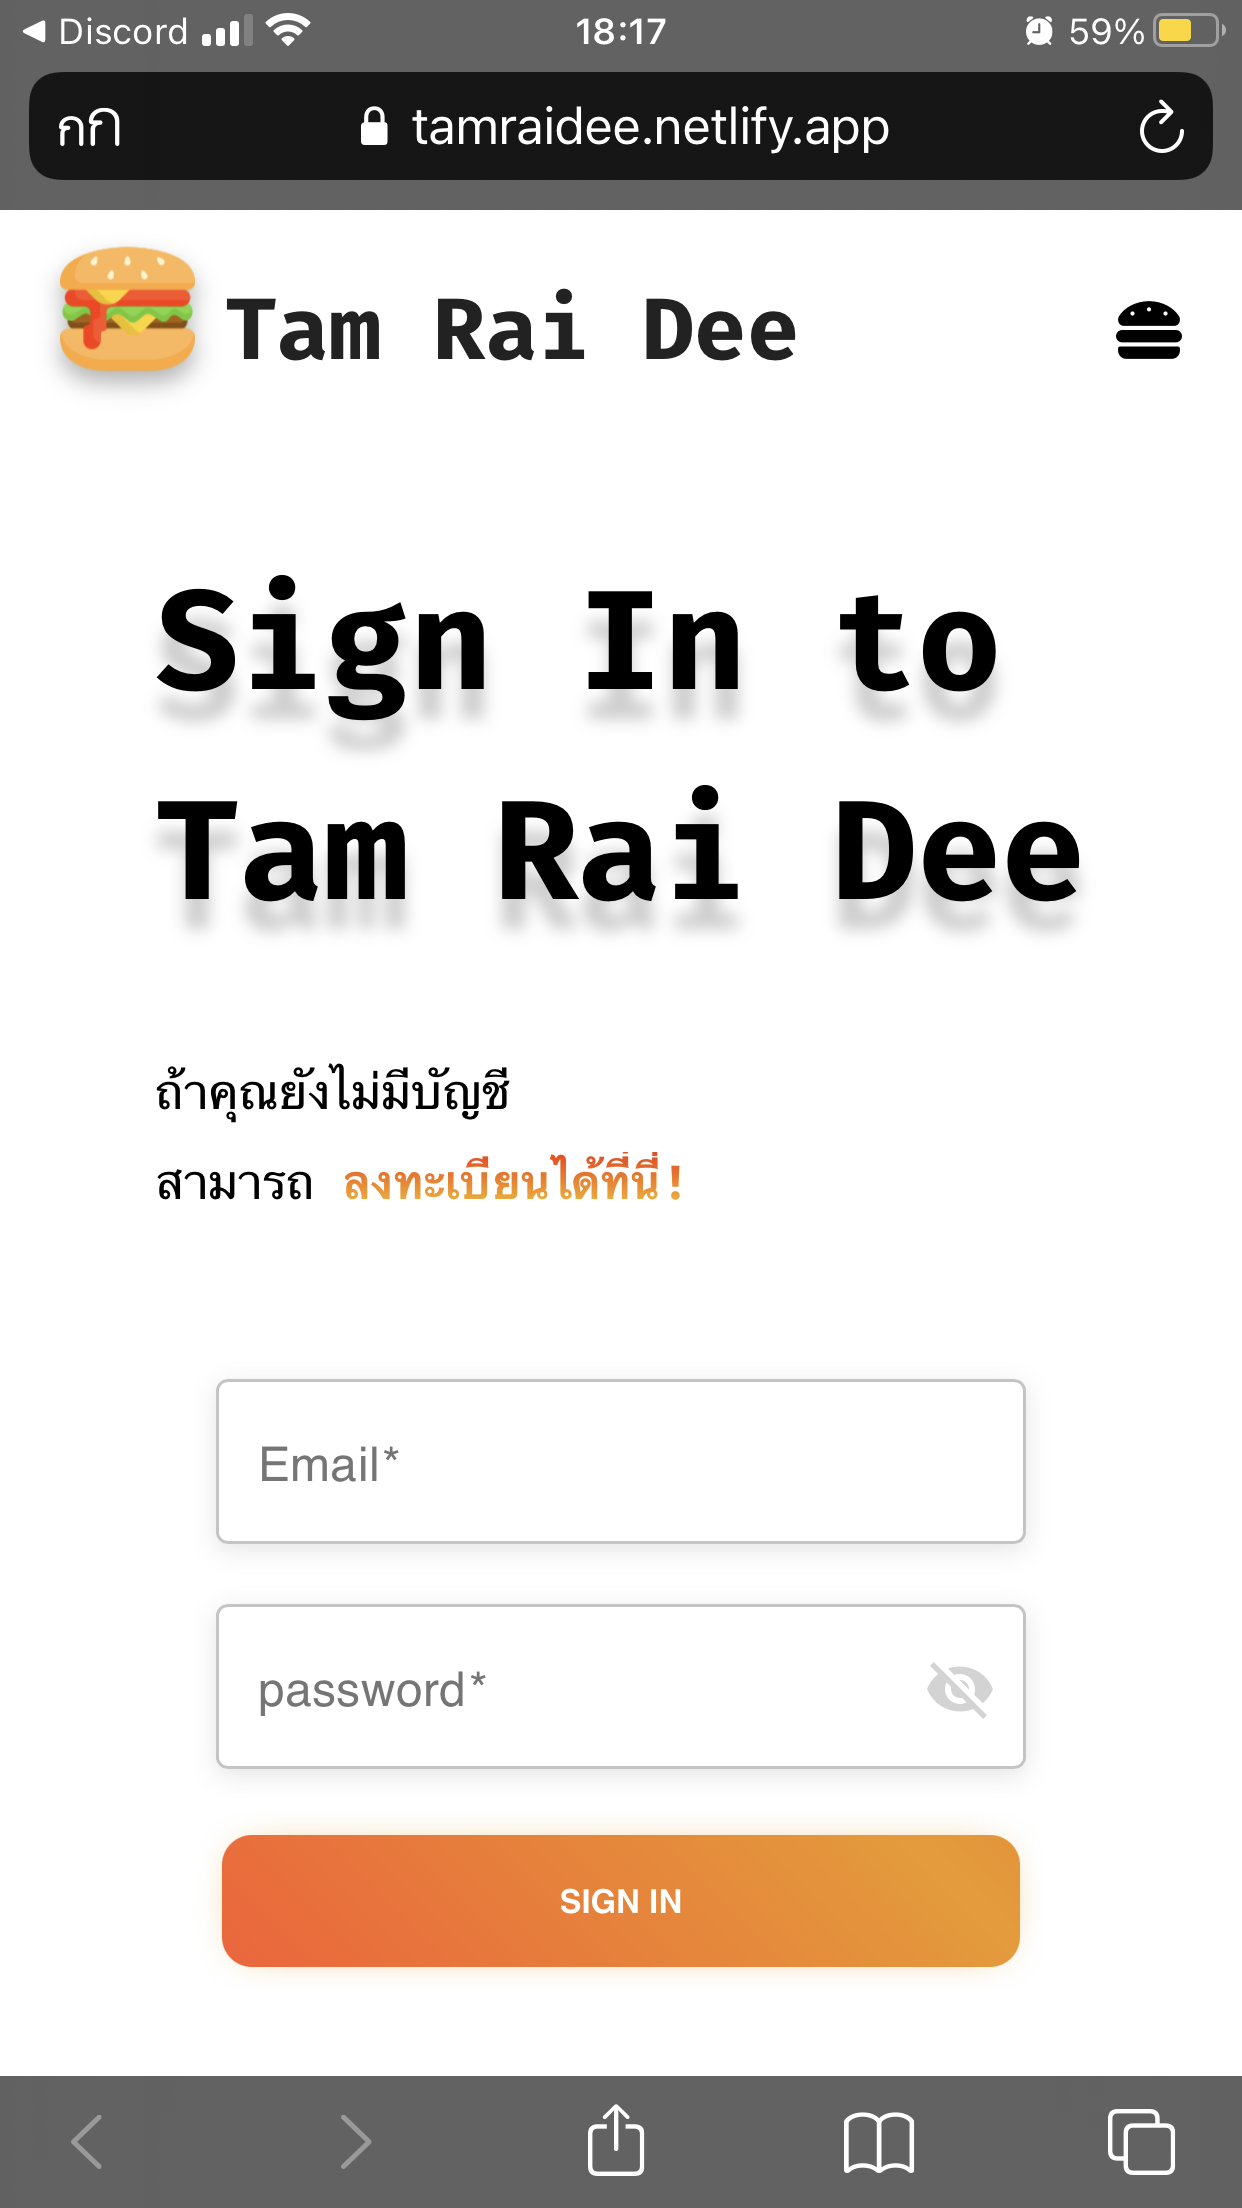 Discord 18:17 59%
กก tamraidee.netlify.app
Tam Rai Dee
Sign In to
Tam Rai Dee
ถ้าคุณยังไม่มีบัญชี
สามารถ ลงทะเบียนได้ที่นี่!
Email*
password*
SIGN IN